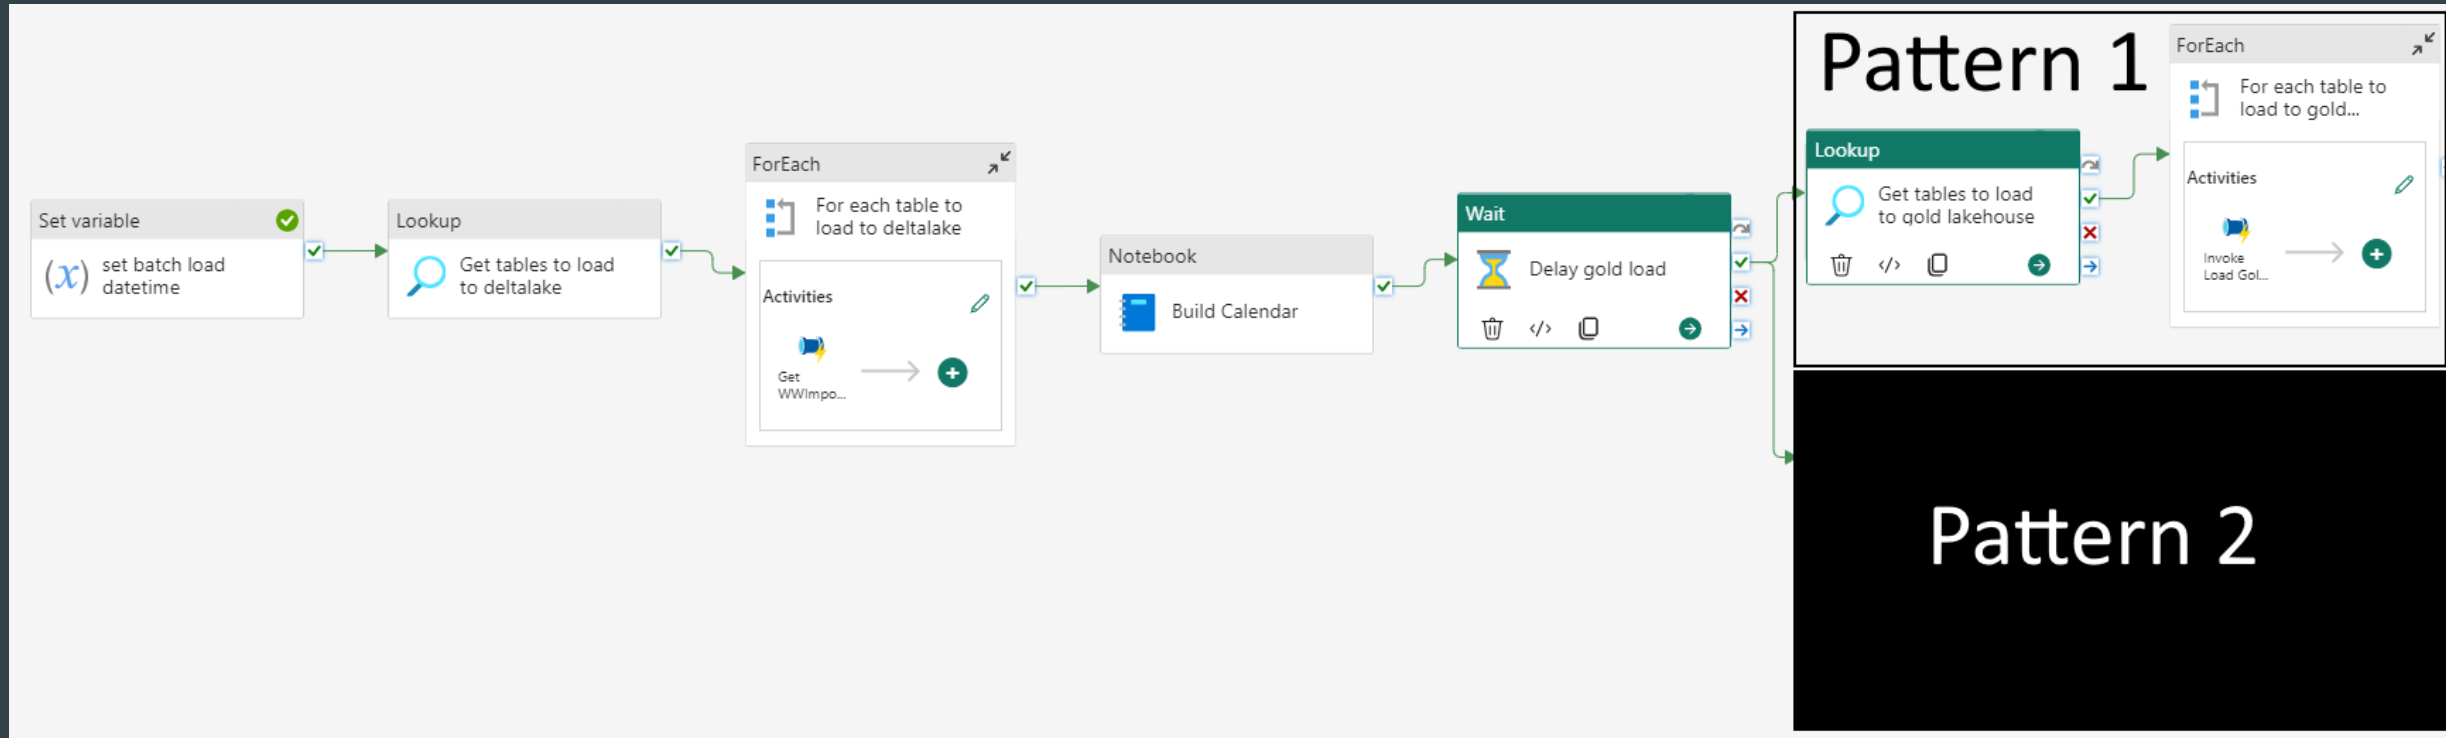 Set variable
(x)
set batch load
datetime
Lookup
Get tables to load
to deltalake
ForEach
For each table to
load to deltalake
Activities
Get
WWImpo...
Notebook
Build Calendar
Wait
Delay gold load
</>
Pattern 1
Lookup
Get tables to load
to gold lakehouse
</>
ForEach
For each table to
load to gold...
Activities
Invoke
Load Gol...
Pattern 2